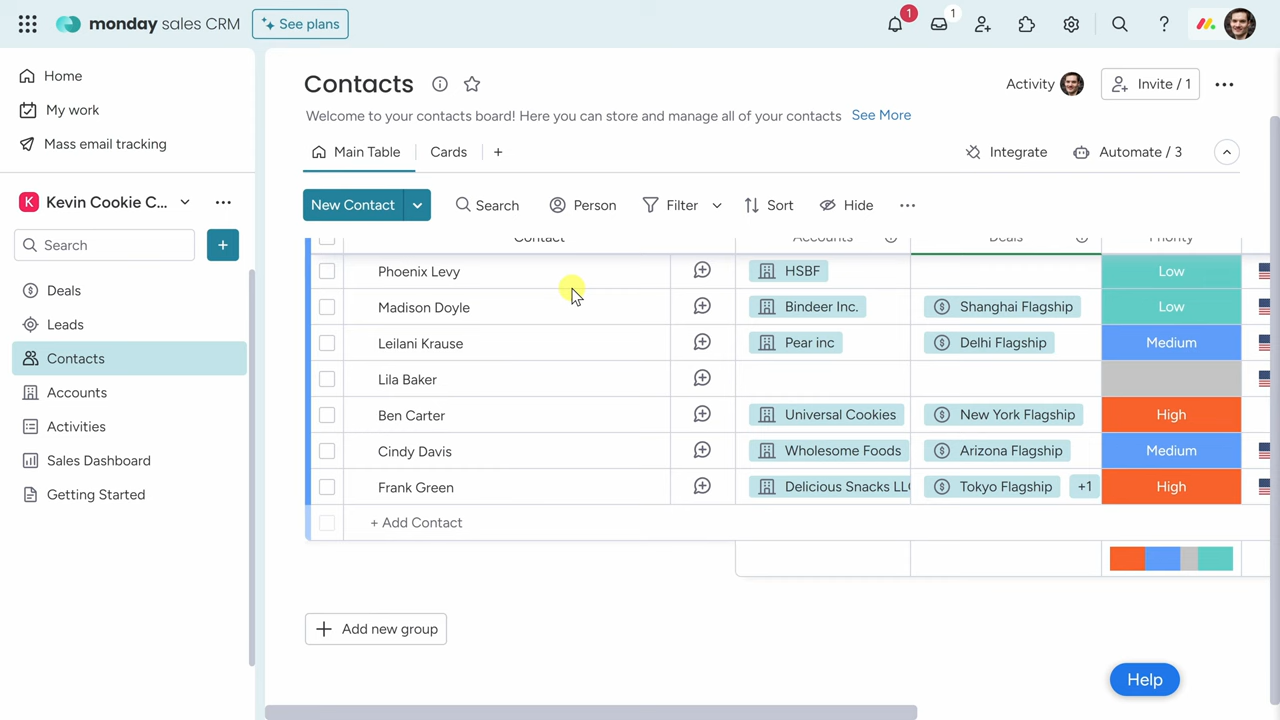 monday sales CRM
See plans
1
1
Home
My work
Mass email tracking
K Kevin Cookie C...
Search
Deals
Leads
Contacts
Accounts
Activities
Sales Dashboard
Getting Started
Contacts
Activity
Invite / 1
Welcome to your contacts board! Here you can store and manage all of your contacts See More
Main Table
Cards
Integrate
Automate / 3
New Contact
Search
Person
Filter
Sort
Hide
Contact Accounts Deals Priority
Phoenix Levy HSBF Low
Madison Doyle Bindeer Inc. Shanghai Flagship Low
Leilani Krause Pear inc Delhi Flagship Medium
Lila Baker
Ben Carter Universal Cookies New York Flagship High
Cindy Davis Wholesome Foods Arizona Flagship Medium
Frank Green Delicious Snacks LLC Tokyo Flagship +1 High
+ Add Contact
Add new group
Help